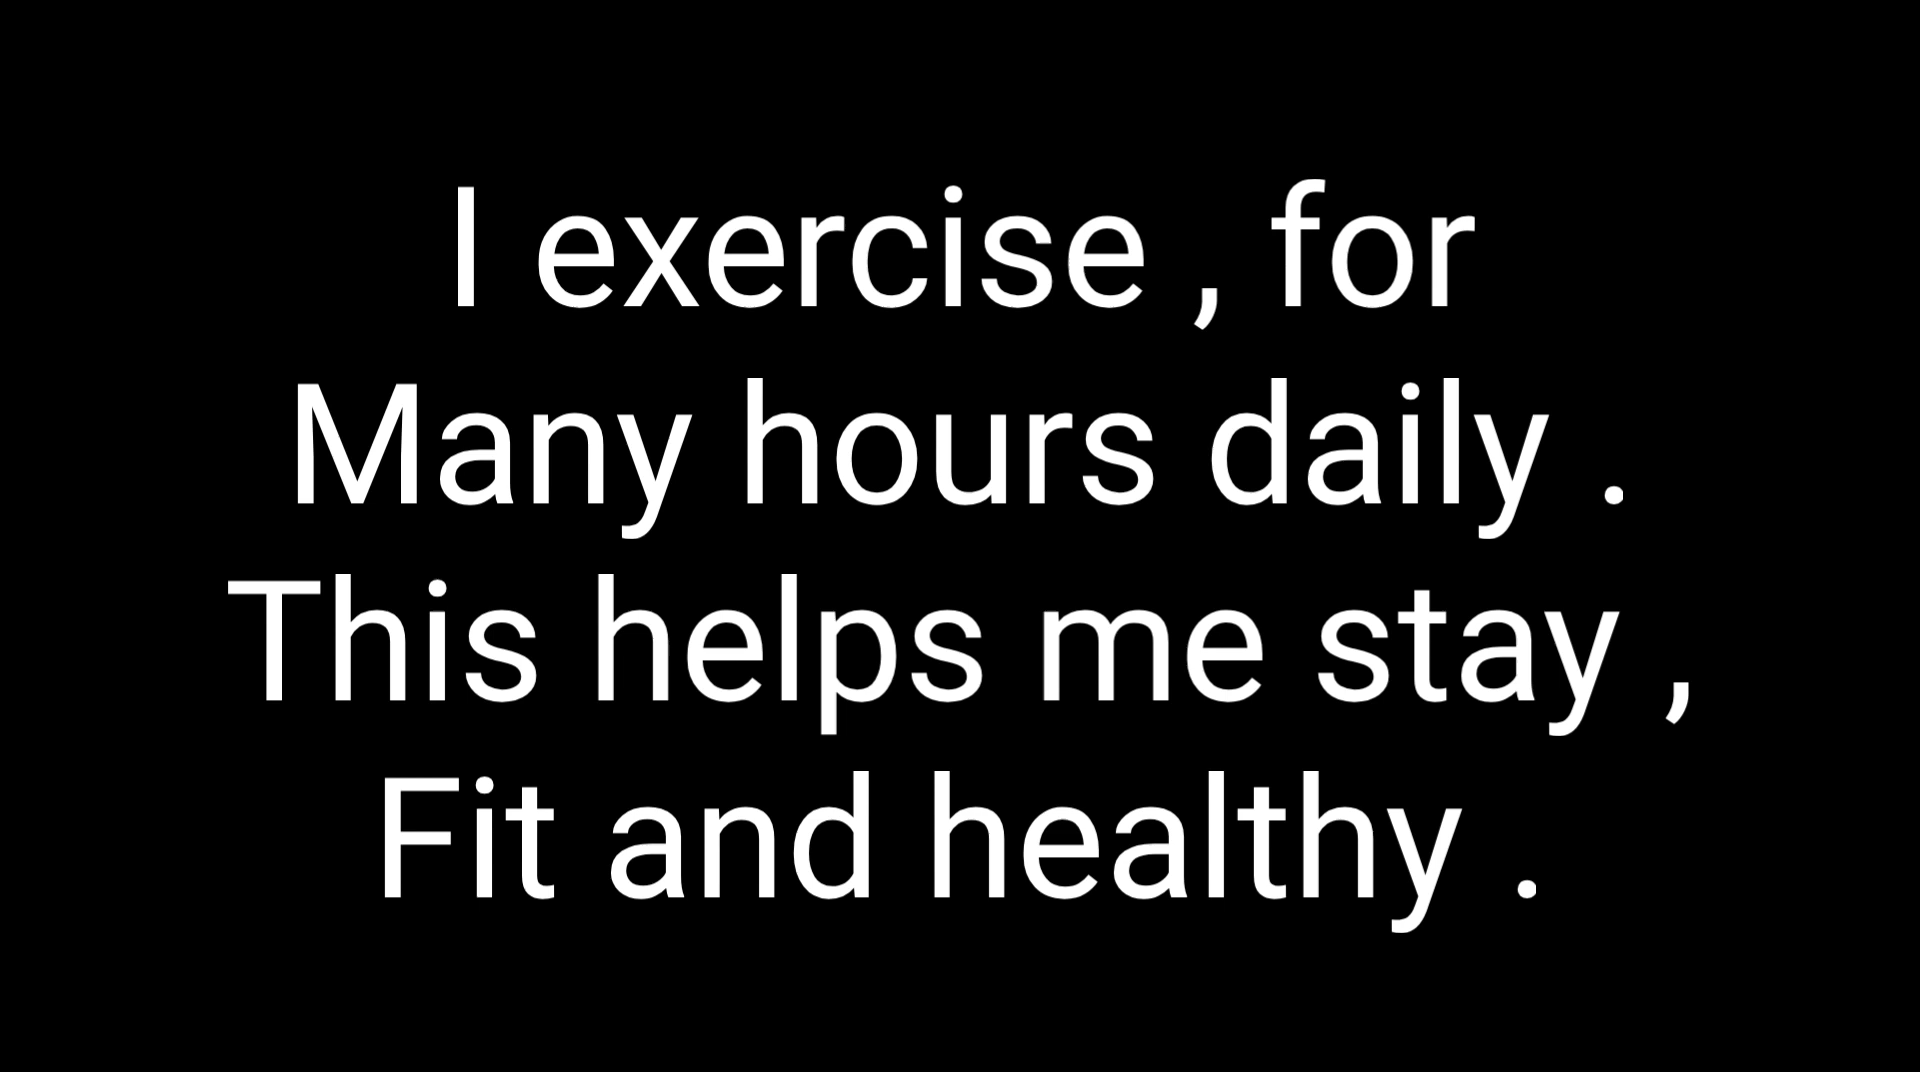 I exercise , for
Many hours daily .
This helps me stay ,
Fit and healthy .